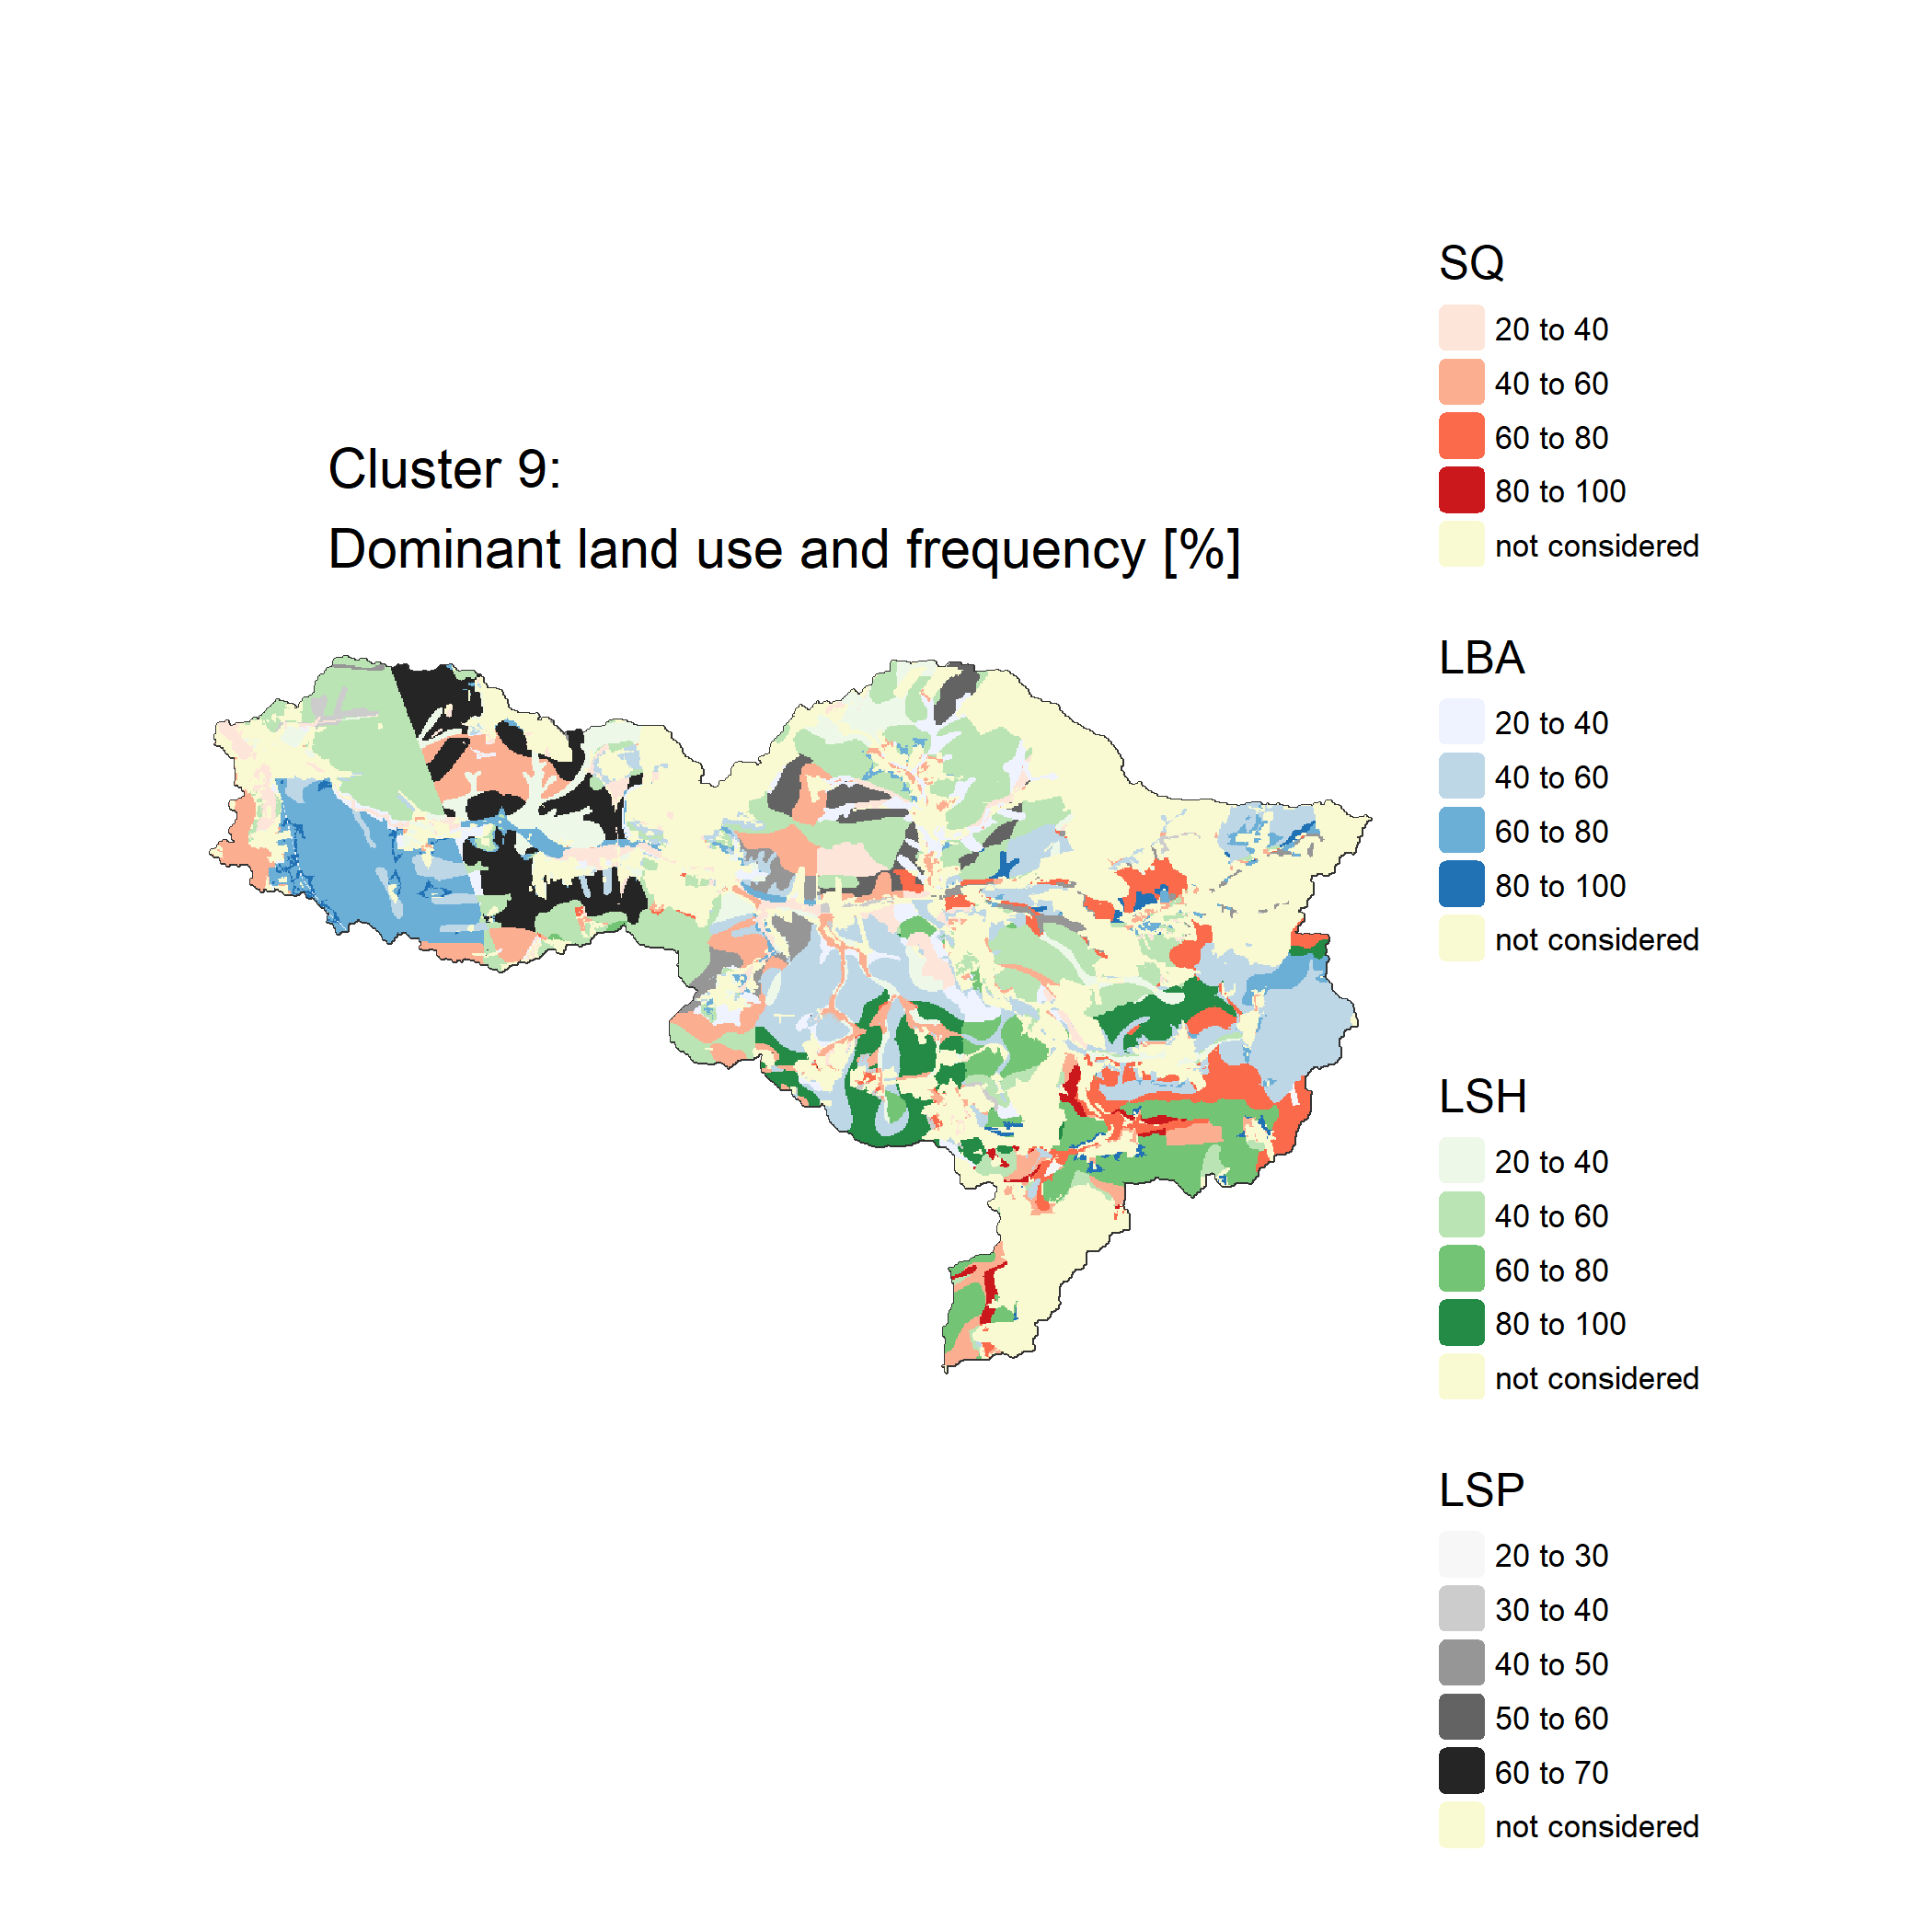 Cluster 9:
Dominant land use and frequency [%]
SQ
20 to 40
40 to 60
60 to 80
80 to 100
not considered
LBA
20 to 40
40 to 60
60 to 80
80 to 100
not considered
LSH
20 to 40
40 to 60
60 to 80
80 to 100
not considered
LSP
20 to 30
30 to 40
40 to 50
50 to 60
60 to 70
not considered